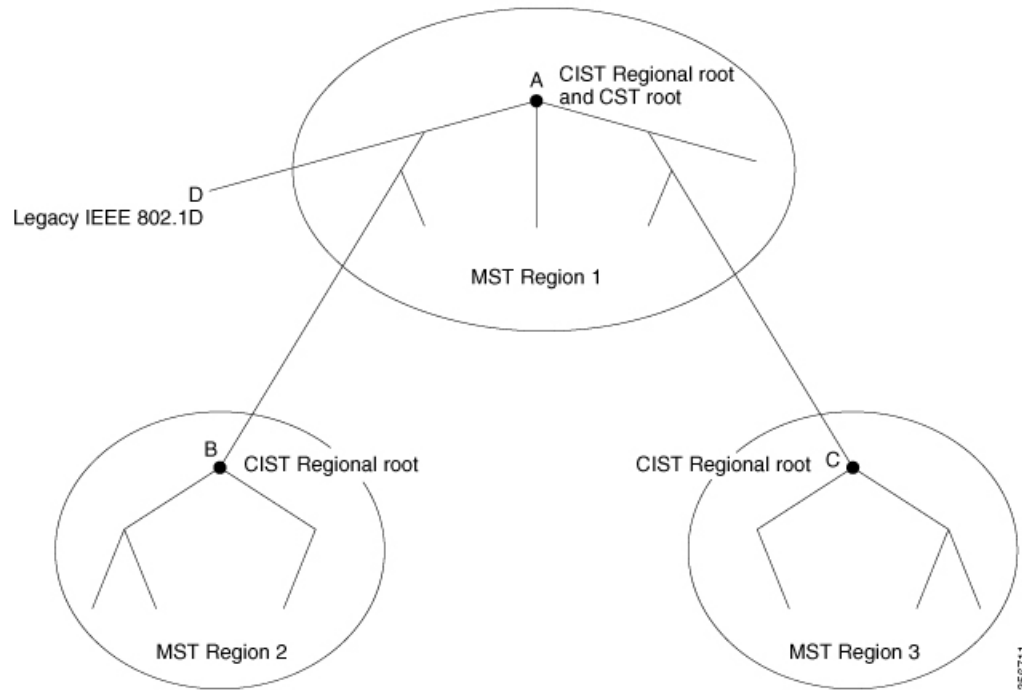 A
CIST Regional root
and CST root
D
Legacy IEEE 802.1D
MST Region 1
B
CIST Regional root
CIST Regional root
C
MST Region 2
MST Region 3